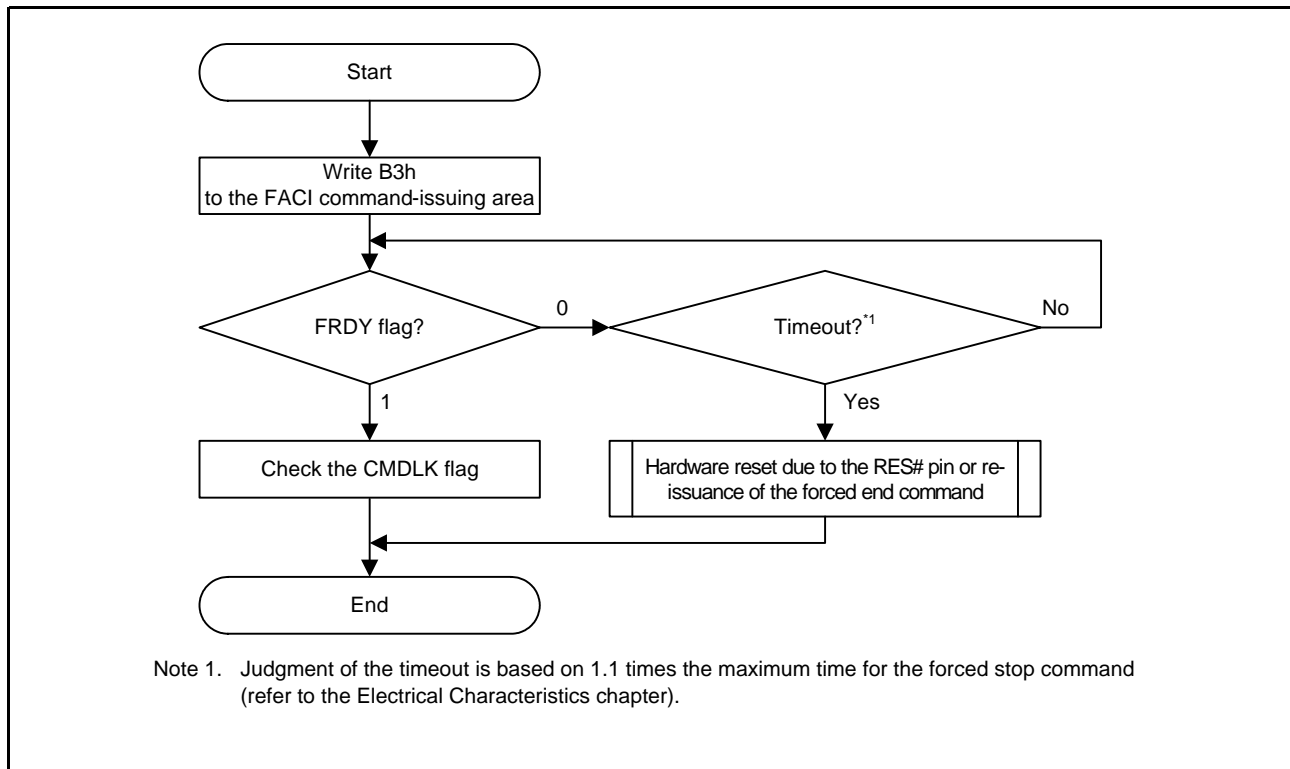 Start
Write B3h
to the FACI command-issuing area
FRDY flag?
0
Timeout?*1
No
1
Yes
Check the CMDLK flag
Hardware reset due to the RES# pin or re-
issuance of the forced end command
End
Note 1. Judgment of the timeout is based on 1.1 times the maximum time for the forced stop command
(refer to the Electrical Characteristics chapter).